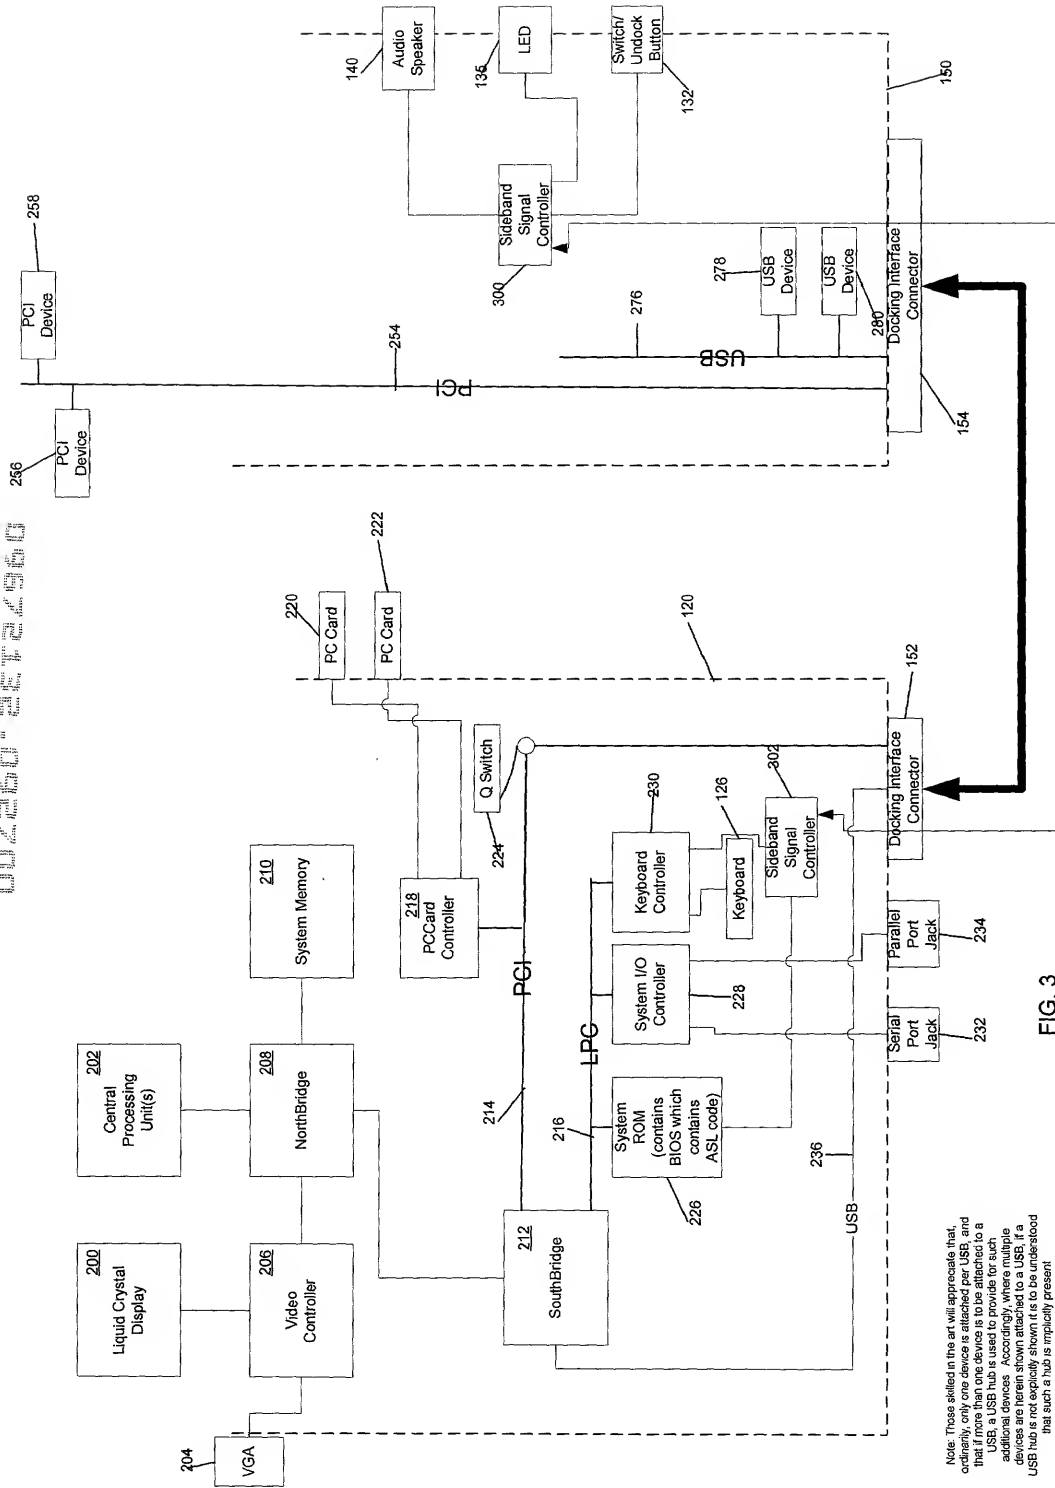 258
PCI
Device
256
PCI
Device
254
PCI
276
USB
278
USB
Device
280
USB
Device
140
Audio
Speaker
135
LED
Switch/
Undock
Button
132
Sideband
Signal
Controller
300
150
Docking Interface
Connector
154
220
PC Card
222
PC Card
120
Q Switch
224
218
PCCard
Controller
210
System Memory
202
Central
Processing
Unit(s)
208
NorthBridge
200
Liquid Crystal
Display
206
Video
Controller
204
VGA
212
SouthBridge
214
PCI
216
LPC
System
ROM
(contains
BIOS which
contains
ASL code)
226
System I/O
Controller
228
230
Keyboard
Controller
126
Keyboard
302
Sideband
Signal
Controller
152
Docking Interface
Connector
Parallel
Port
Jack
234
Serial
Port
Jack
232
236
USB
Note: Those skilled in the art will appreciate that,
ordinarily, only one device is attached per USB, and
that if more than one device is to be attached to a
USB, a USB hub is used to provide for such
additional devices Accordingly, where multiple
devices are herein shown attached to a USB, if a
USB hub is not explicitly shown it is to be understood
that such a hub is implicitly present
FIG. 3